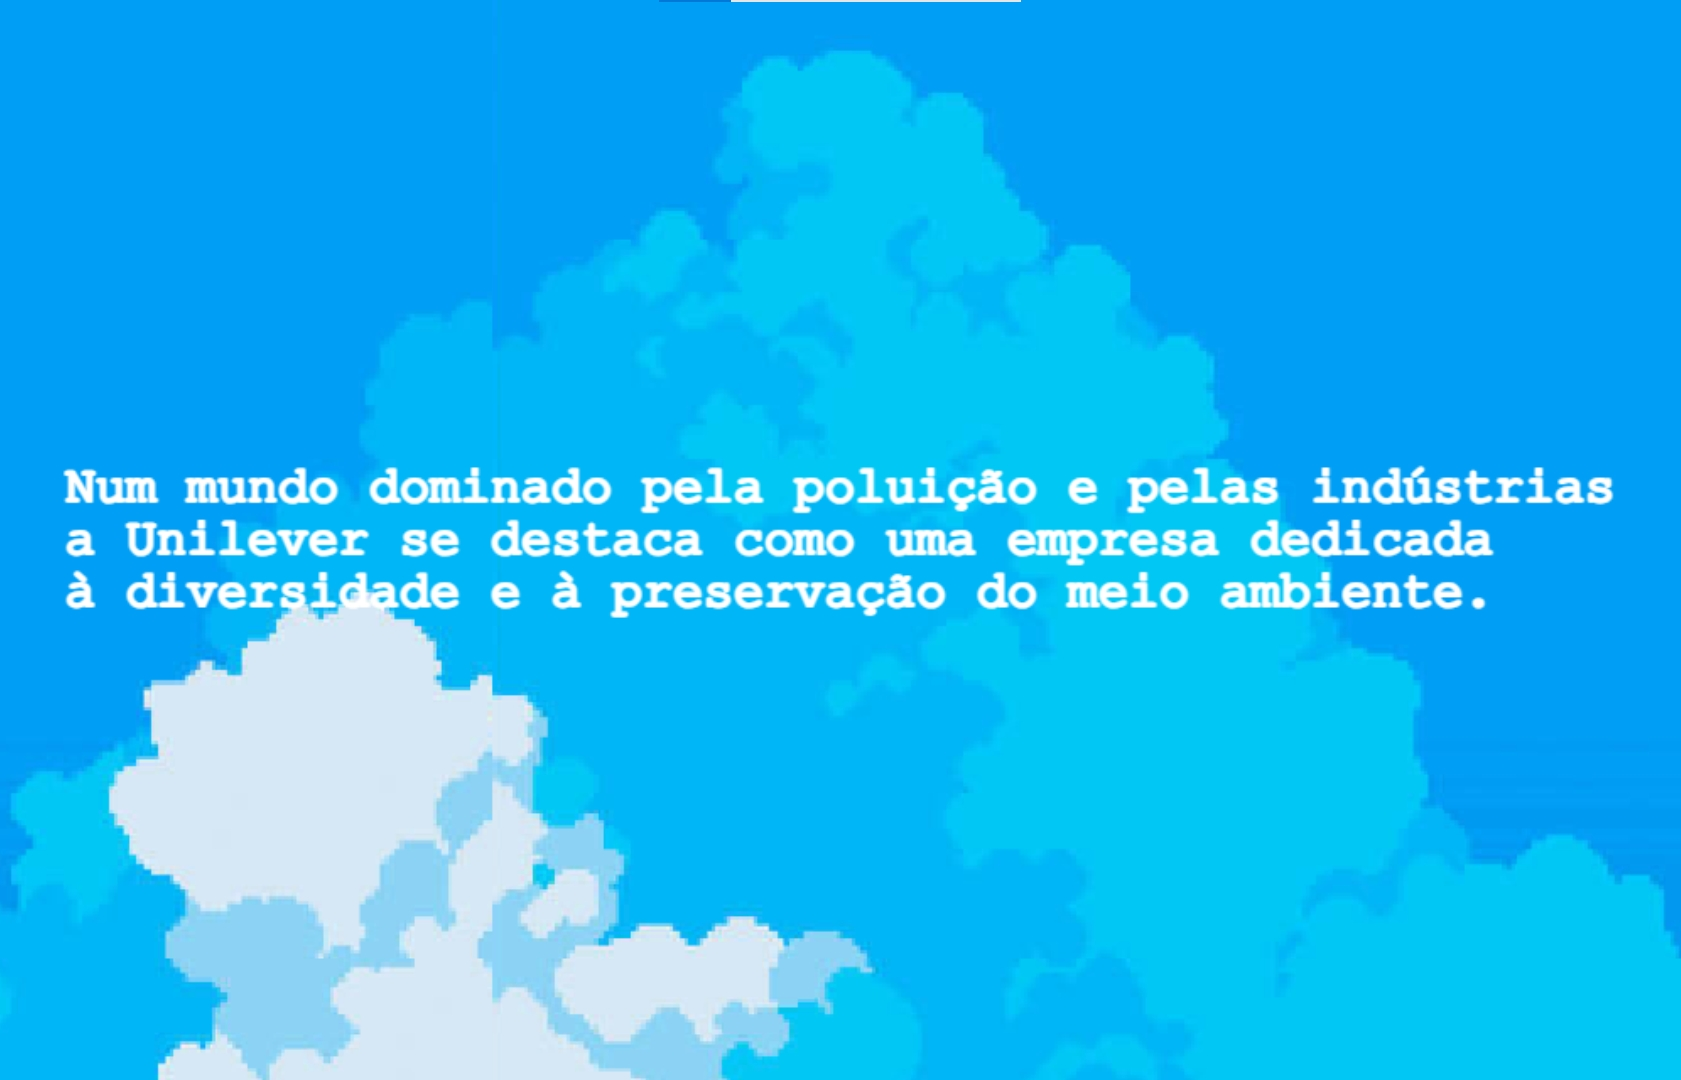 Num mundo dominado pela poluição e pelas indústrias
a Unilever se destaca como uma empresa dedicada
à diversidade e à preservação do meio ambiente.